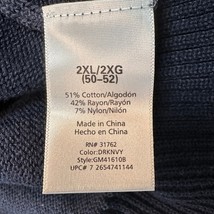 2XL/2XG
(50-52)
51% Cotton/Algodón
42% Rayon/Rayón
7% Nylon/Nilón
Made in China
Hecho en China
RN# 31762
Color:DRKNVY
Style:GM41610B
UPC# 7 2654741144